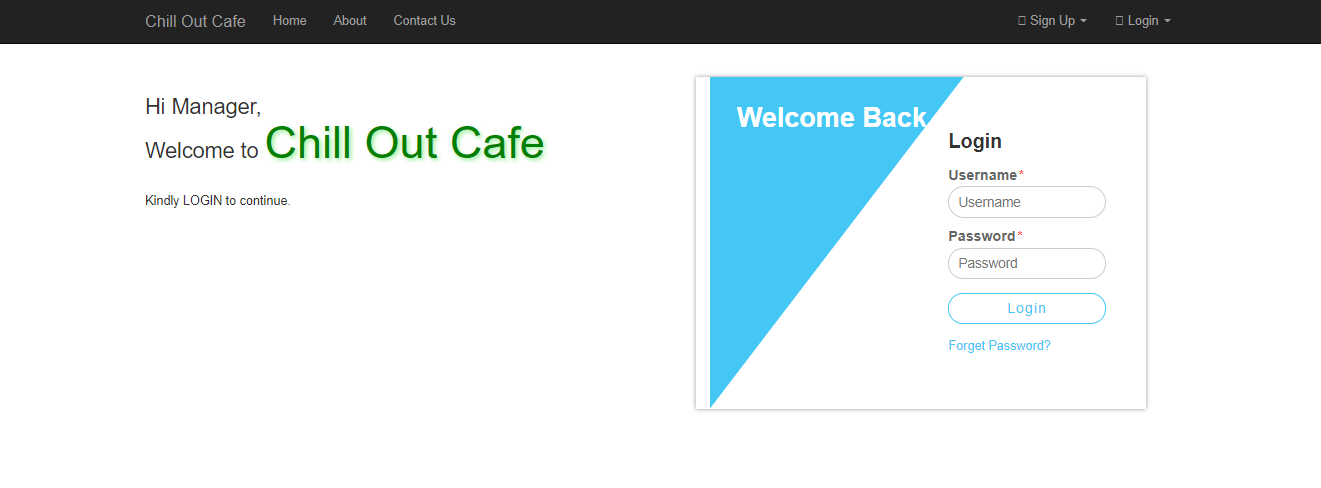 Chill Out Cafe Home About Contact Us Sign Up Login
Hi Manager,
Welcome to Chill Out Cafe
Kindly LOGIN to continue.
Welcome Back
Login
Username*
Username
Password*
Password
Login
Forget Password?